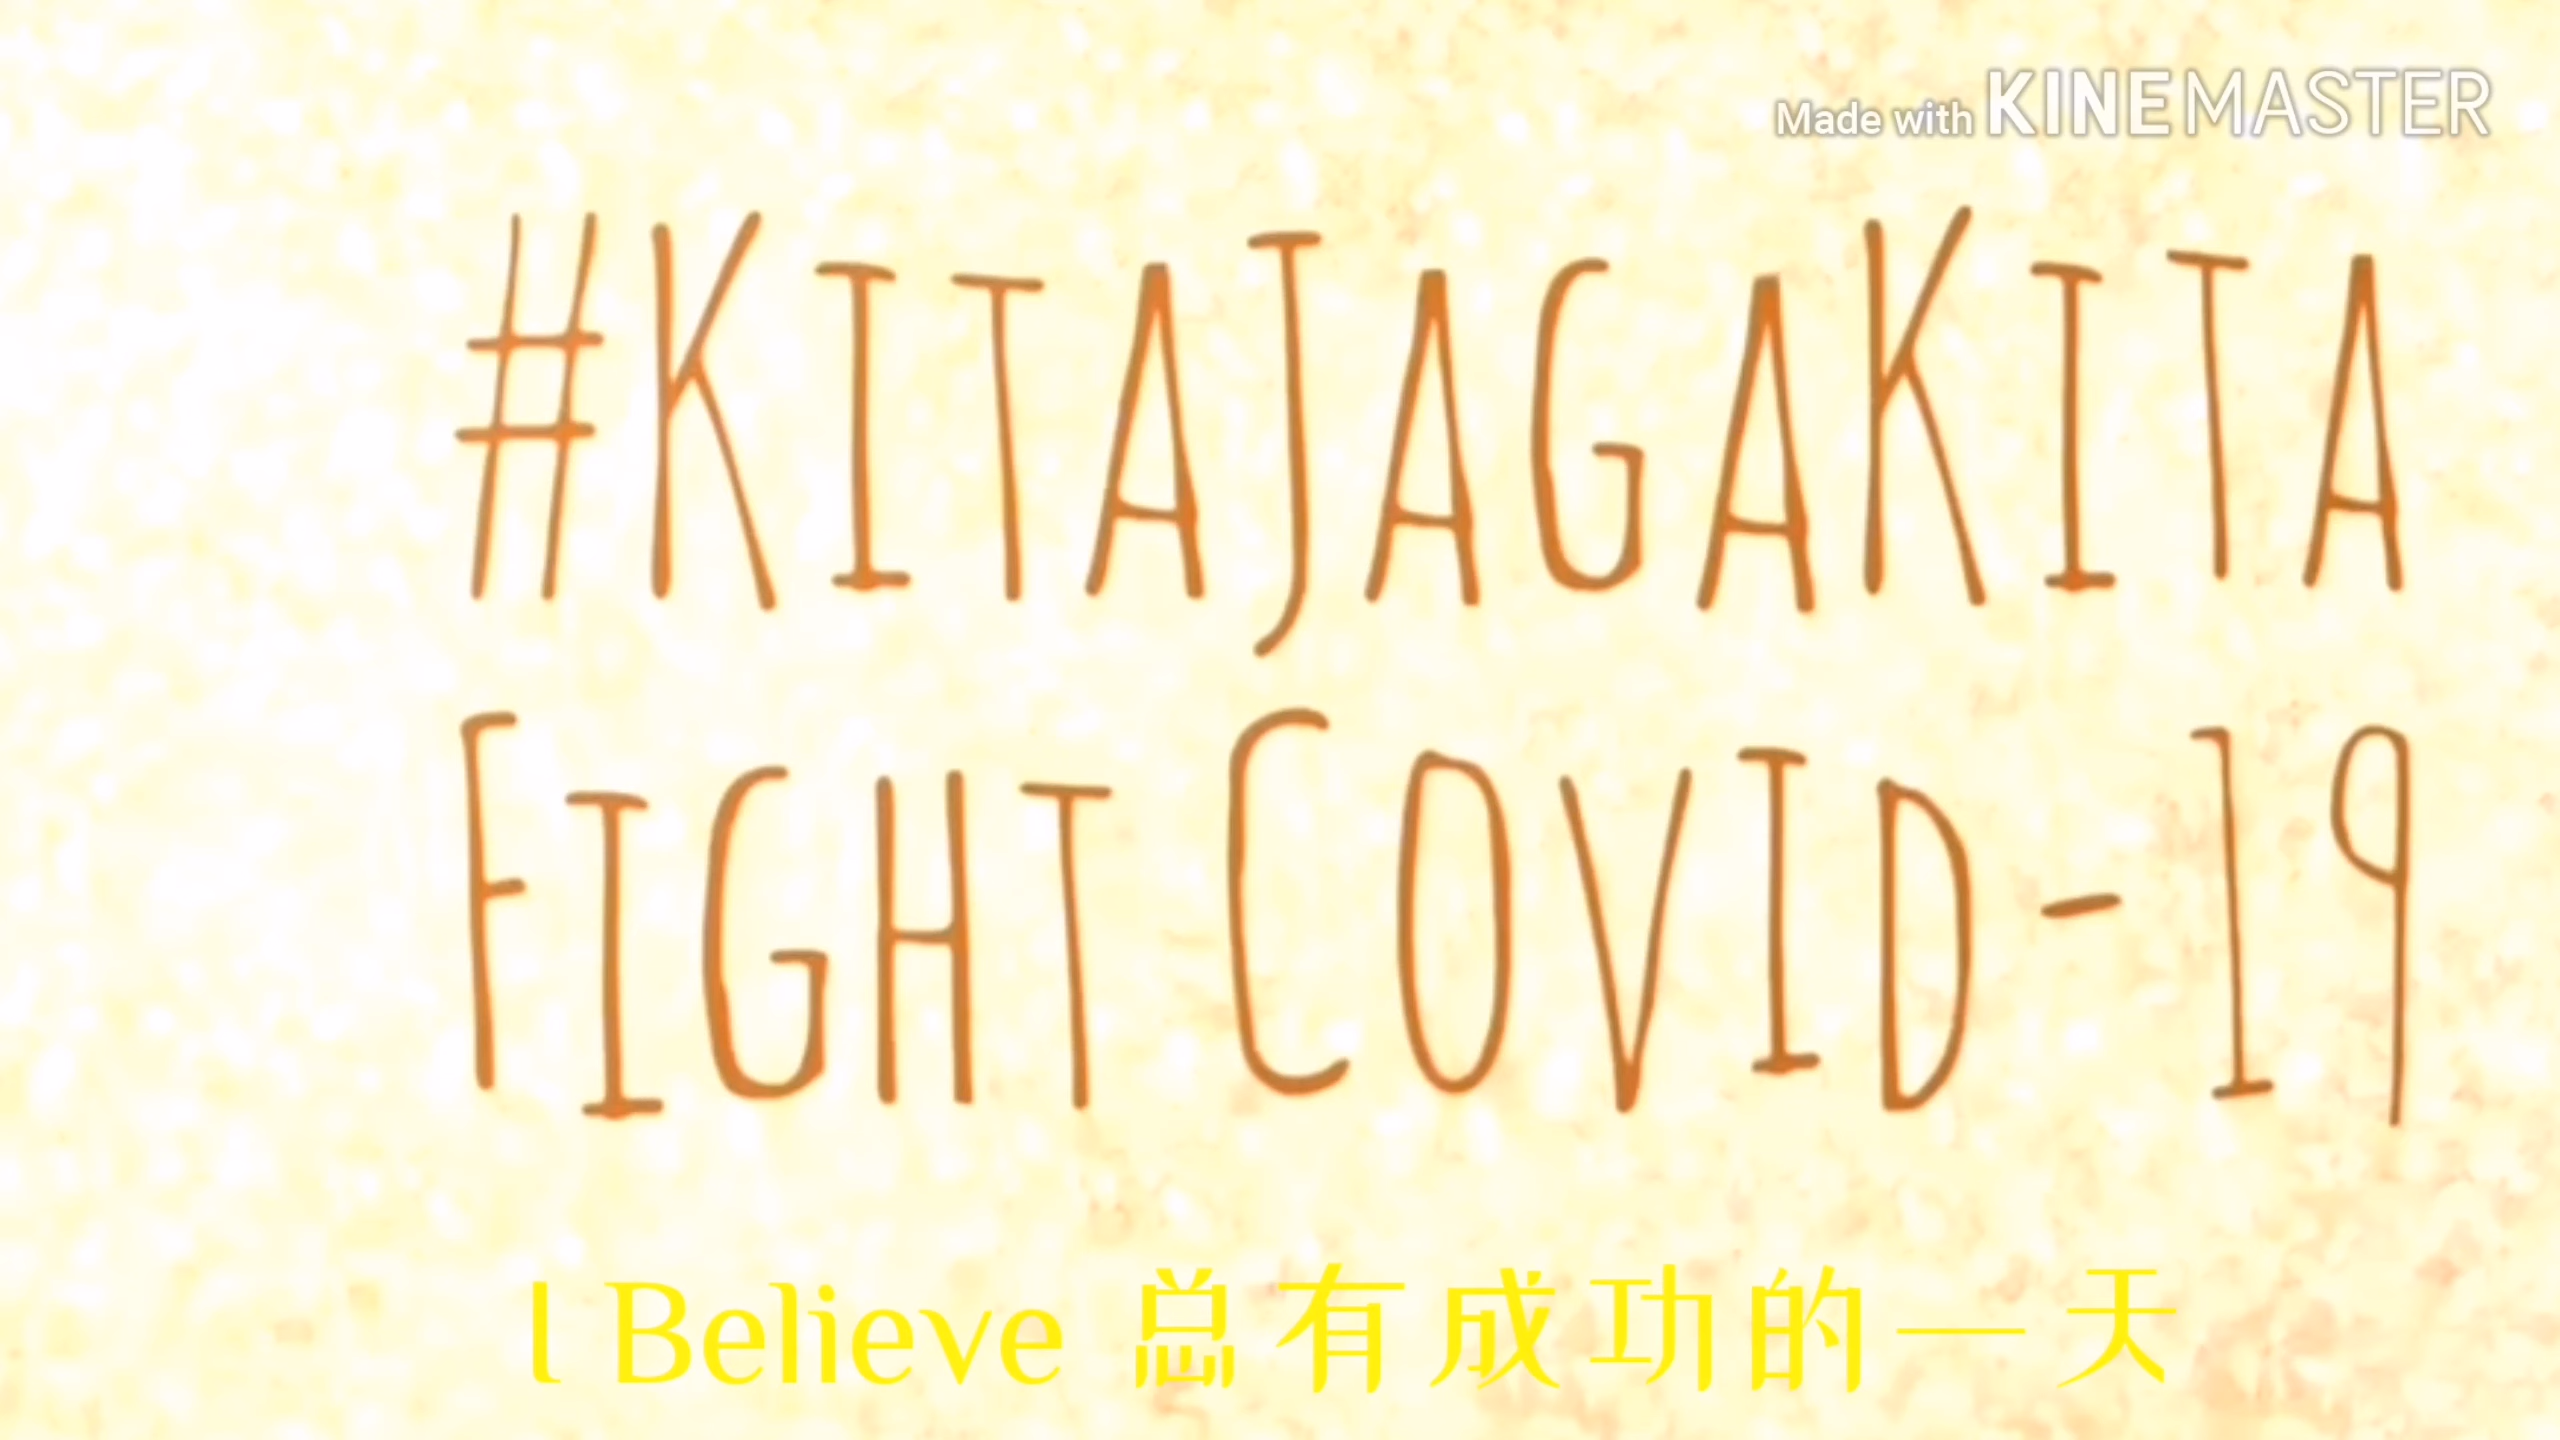 Made with KINEMASTER
#KitaJagaKita
Fight Covid-19
I Believe 总有成功的一天